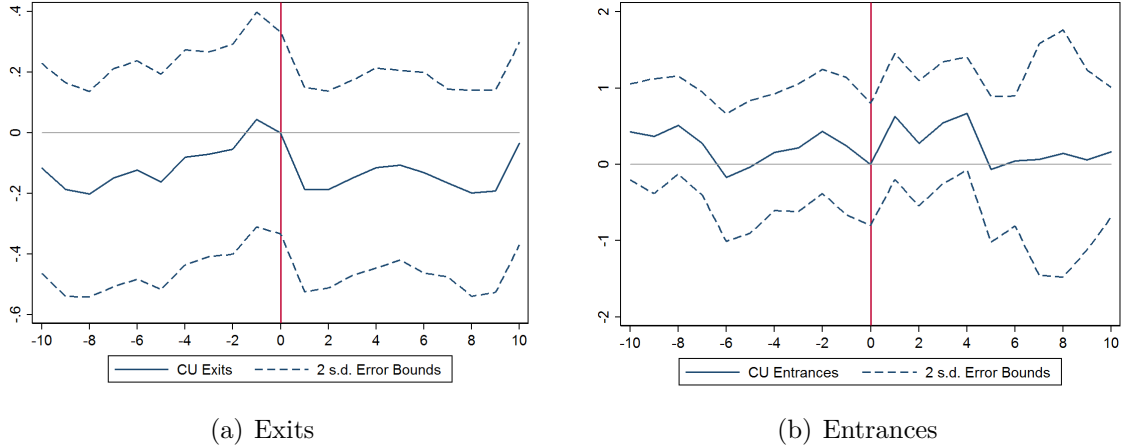 .4
.2
0
-.2
-.4
-.6
-10 -8 -6 -4 -2 0 2 4 6 8 10
CU Exits 2 s.d. Error Bounds
(a) Exits
2
1
0
-1
-2
-10 -8 -6 -4 -2 0 2 4 6 8 10
CU Entrances 2 s.d. Error Bounds
(b) Entrances